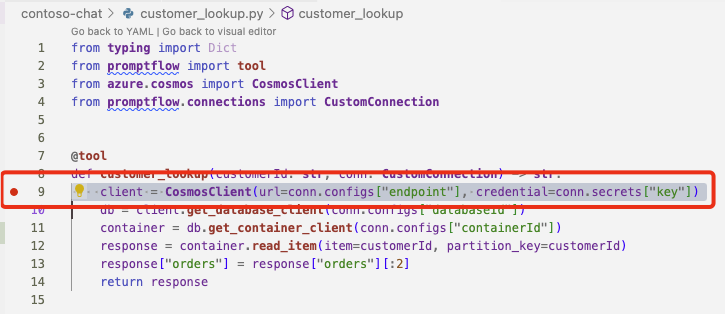 contoso-chat > customer_lookup.py > customer_lookup
Go back to YAML | Go back to visual editor
1 from typing import Dict
2 from promptflow import tool
3 from azure.cosmos import CosmosClient
4 from promptflow.connections import CustomConnection
5
6
7 @tool
8 def customer_lookup(customerId: str, conn: CustomConnection) -> str:
9 client = CosmosClient(url=conn.configs["endpoint"], credential=conn.secrets["key"])
10 db = client.get_database_client(conn.configs["databaseId"])
11 container = db.get_container_client(conn.configs["containerId"])
12 response = container.read_item(item=customerId, partition_key=customerId)
13 response["orders"] = response["orders"][:2]
14 return response
15